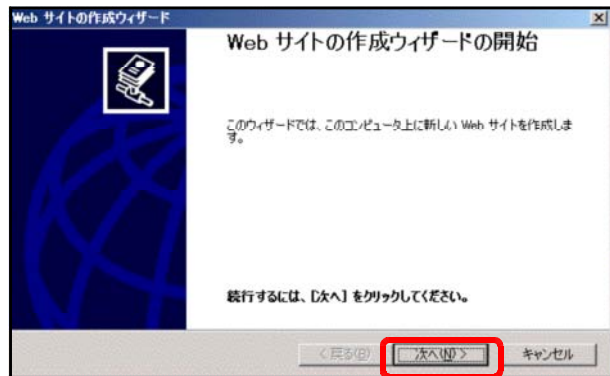 Web サイトの作成ウィザード
Web サイトの作成ウィザードの開始
このウィザードでは、このコンピュータ上に新しい Web サイトを作成しま
す。
続行するには、[次へ] をクリックしてください。
< 戻る(B) 次へ(N) > キャンセル